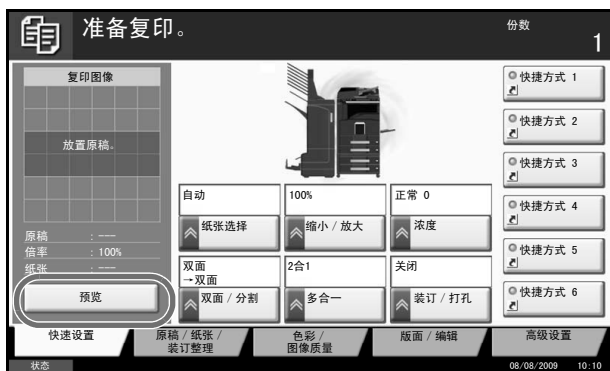 准备复印。
份数
1
复印图像
放置原稿。
原稿 : ---
倍率 : 100%
纸张 : ---
预览
自动
纸张选择
100%
缩小 / 放大
正常 0
浓度
双面
→双面
双面 / 分割
2合1
多合一
关闭
装订 / 打孔
快捷方式 1
快捷方式 2
快捷方式 3
快捷方式 4
快捷方式 5
快捷方式 6
快速设置
原稿 / 纸张 /
装订整理
色彩 /
图像质量
版面 / 编辑
高级设置
状态
08/08/2009 10:10